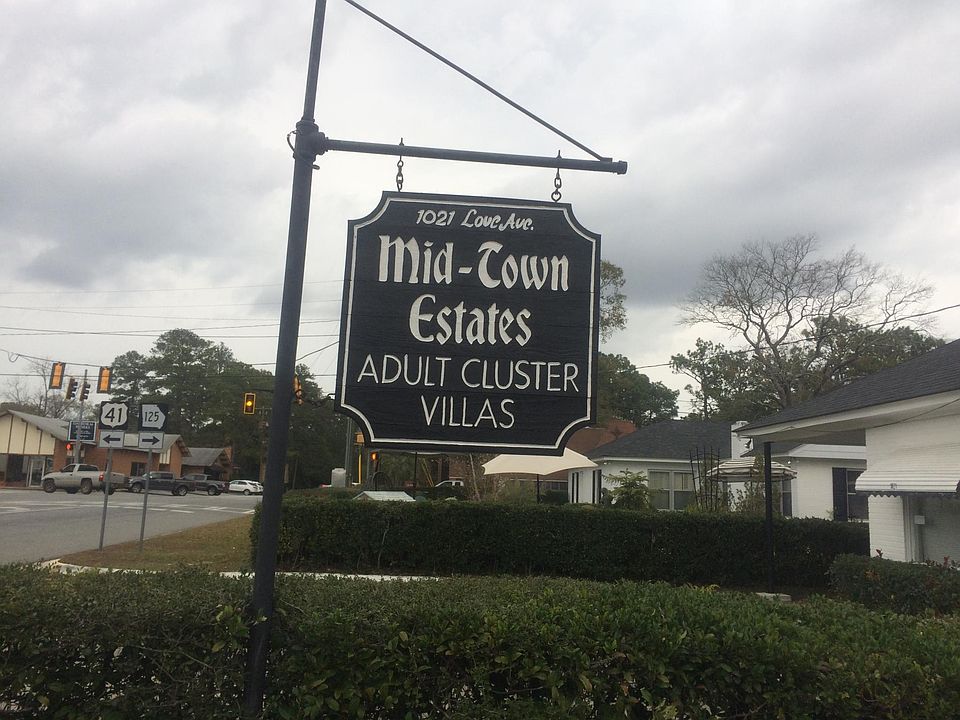 1021 Love Ave.
Mid-Town
Estates
ADULT CLUSTER
VILLAS
41
125